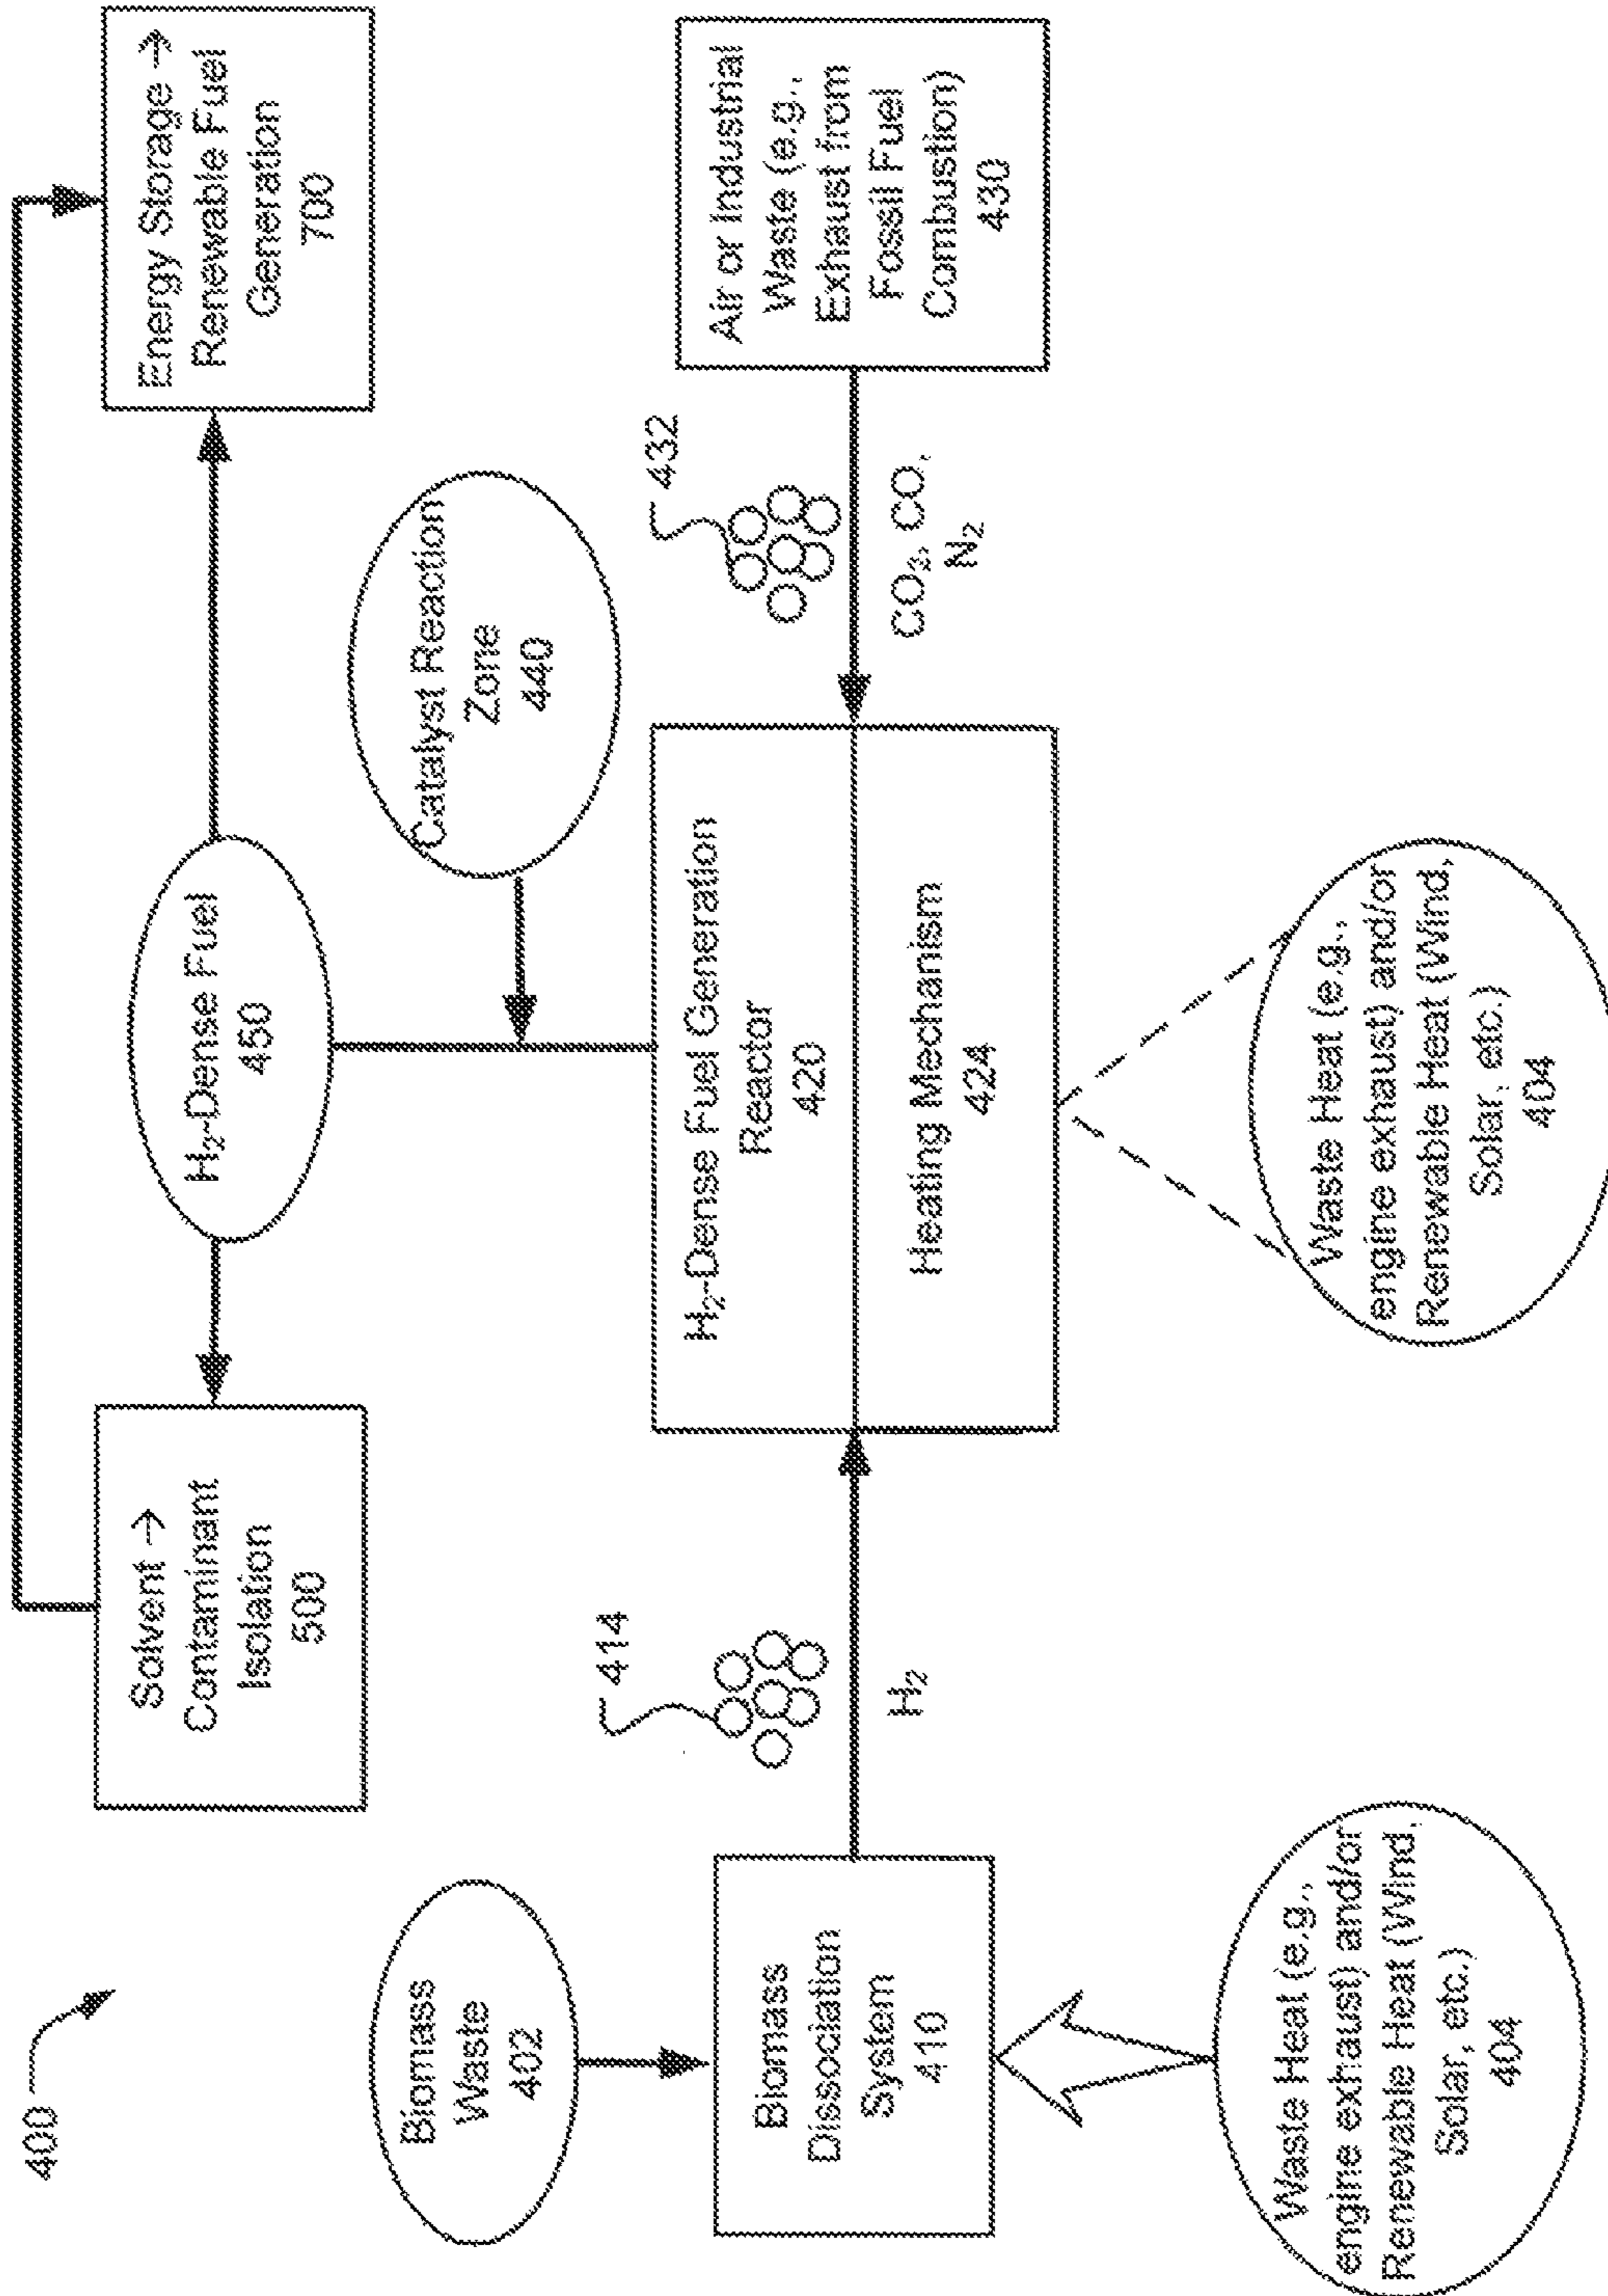 400
Solvent →
Contaminant
Isolation
500
H₂-Dense Fuel
450
Energy Storage →
Renewable Fuel
Generation
700
Biomass
Waste
402
Catalyst Reaction
Zone
440
414
432
Biomass
Dissociation
System
410
H₂
H₂-Dense Fuel Generation
Reactor
420
Heating Mechanism
424
CO₂, CO,
N₂
Air or Industrial
Waste (e.g.,
Exhaust from
Fossil Fuel
Combustion)
430
Waste Heat (e.g.,
engine exhaust) and/or
Renewable Heat (Wind,
Solar, etc.)
404
Waste Heat (e.g.,
engine exhaust) and/or
Renewable Heat (Wind,
Solar, etc.)
404